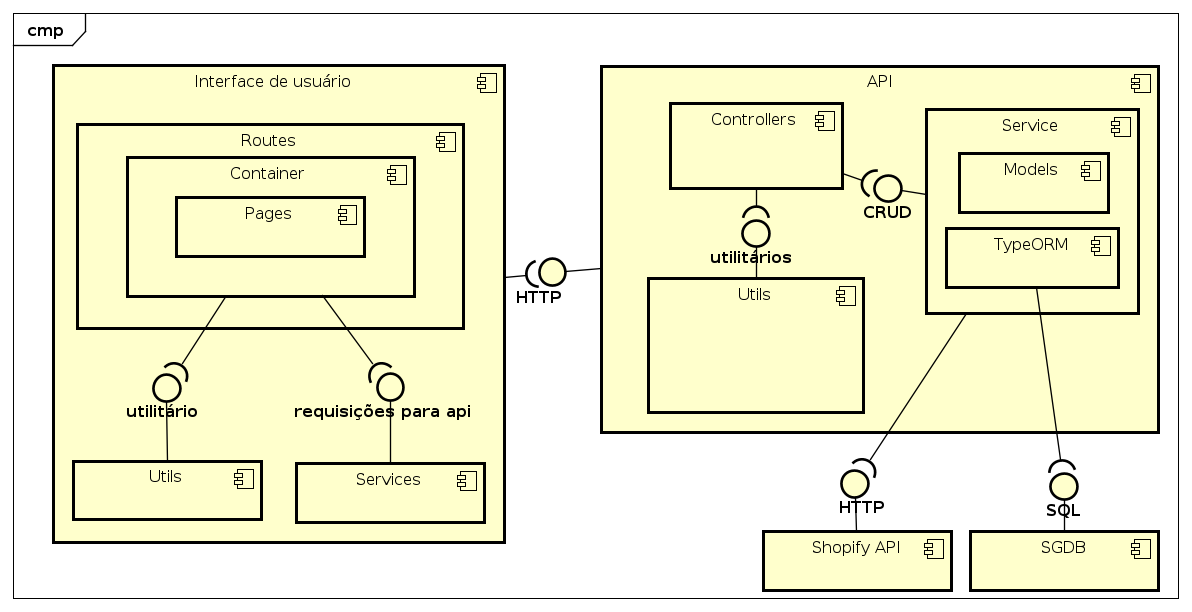 cmp
Interface de usuário
Routes
Container
Pages
utilitário
requisições para api
Utils
Services
HTTP
API
Controllers
Service
Models
TypeORM
CRUD
utilitários
Utils
HTTP
SQL
Shopify API
SGDB